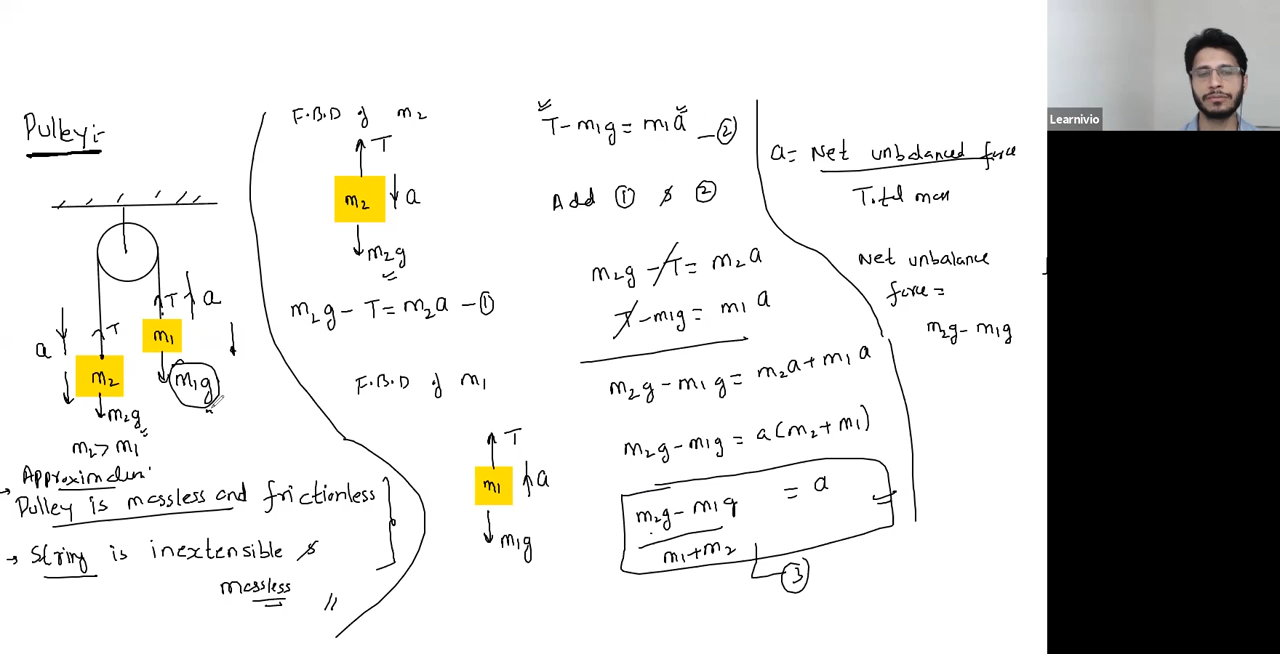 Pulley:-
T
a
m₁
a
T
m₂
m₁g
m₂g
m₂ > m₁
Pulley is massless and frictionless
String is inextensible &
massless
F.B.D of m₂
T
m₂
a
m₂g
m₂g - T = m₂a - ①
F.B.D of m₁
T
m₁
a
m₁g
T - m₁g = m₁a - ②
Add ① & ②
m₂g - T = m₂a
T - m₁g = m₁a
m₂g - m₁g = m₂a + m₁a
m₂g - m₁g = a(m₂ + m₁)
m₂g - m₁g = a
m₁ + m₂
③
a = Net unbalanced force
Total mass
Net unbalance
force =
m₂g - m₁g
Learnivio